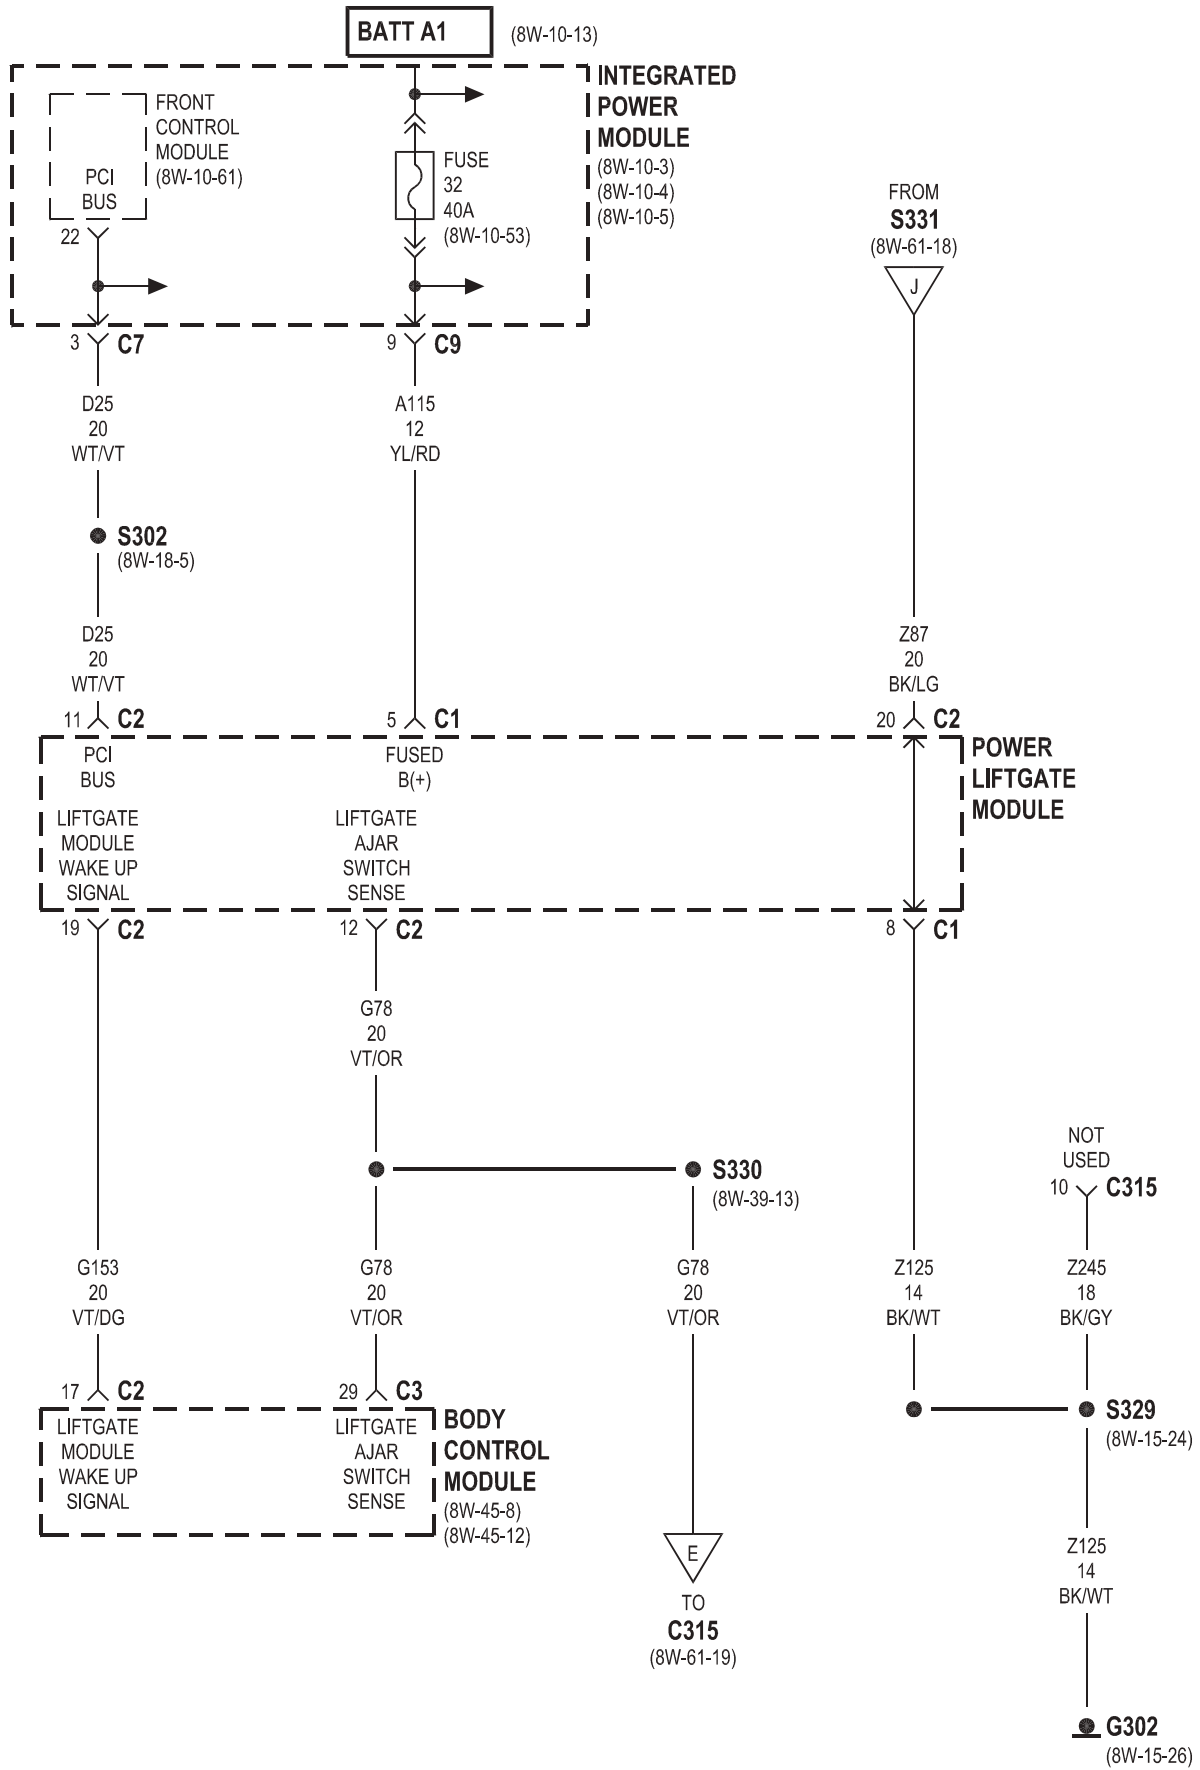 BATT A1
(8W-10-13)
INTEGRATED
POWER
MODULE
(8W-10-3)
(8W-10-4)
(8W-10-5)
FRONT
CONTROL
MODULE
(8W-10-61)
PCI
BUS
22
FUSE
32
40A
(8W-10-53)
FROM
S331
(8W-61-18)
J
3
C7
9
C9
D25
20
WT/VT
A115
12
YL/RD
S302
(8W-18-5)
D25
20
WT/VT
Z87
20
BK/LG
11
C2
5
C1
20
C2
PCI
BUS
FUSED
B(+)
POWER
LIFTGATE
MODULE
LIFTGATE
MODULE
WAKE UP
SIGNAL
LIFTGATE
AJAR
SWITCH
SENSE
19
C2
12
C2
8
C1
G78
20
VT/OR
S330
(8W-39-13)
NOT
USED
10
C315
G153
20
VT/DG
G78
20
VT/OR
G78
20
VT/OR
Z125
14
BK/WT
Z245
18
BK/GY
17
C2
29
C3
S329
(8W-15-24)
LIFTGATE
MODULE
WAKE UP
SIGNAL
LIFTGATE
AJAR
SWITCH
SENSE
BODY
CONTROL
MODULE
(8W-45-8)
(8W-45-12)
E
TO
C315
(8W-61-19)
Z125
14
BK/WT
G302
(8W-15-26)